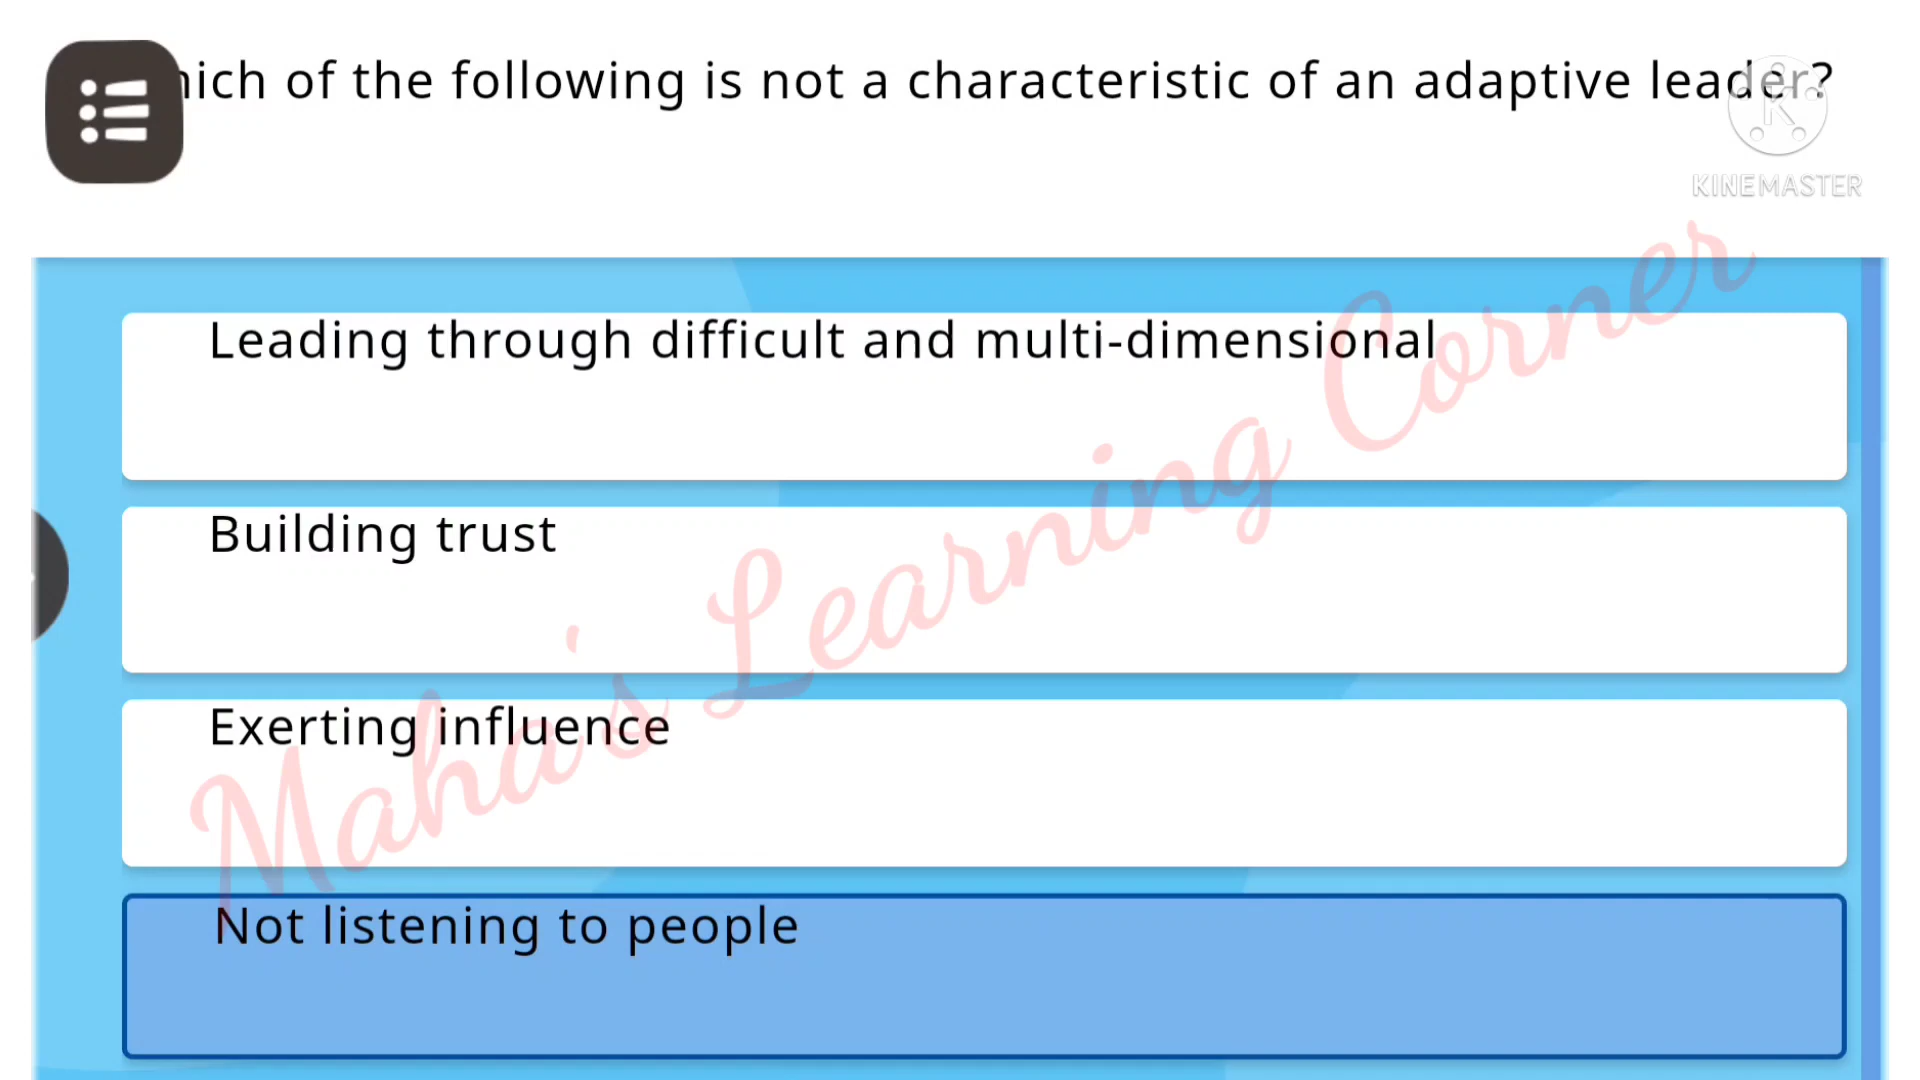 hich of the following is not a characteristic of an adaptive leader?
KINEMASTER
Leading through difficult and multi-dimensional
Building trust
Exerting influence
Not listening to people
Maha's Learning Corner